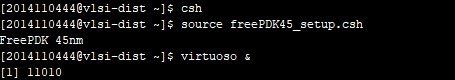 [2014110444@vlsi-dist ~]$ csh
[2014110444@vlsi-dist ~]$ source freePDK45_setup.csh
FreePDK 45nm
[2014110444@vlsi-dist ~]$ virtuoso &
[1] 11010